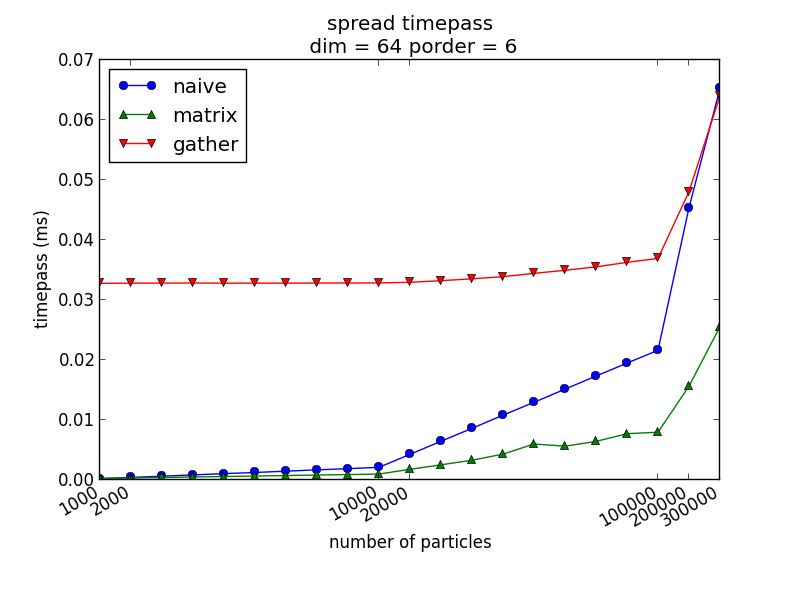 spread timepass
dim = 64 porder = 6
naive
matrix
gather
timepass (ms)
0.07
0.06
0.05
0.04
0.03
0.02
0.01
0.00
1000
2000
10000
20000
100000
200000
300000
number of particles